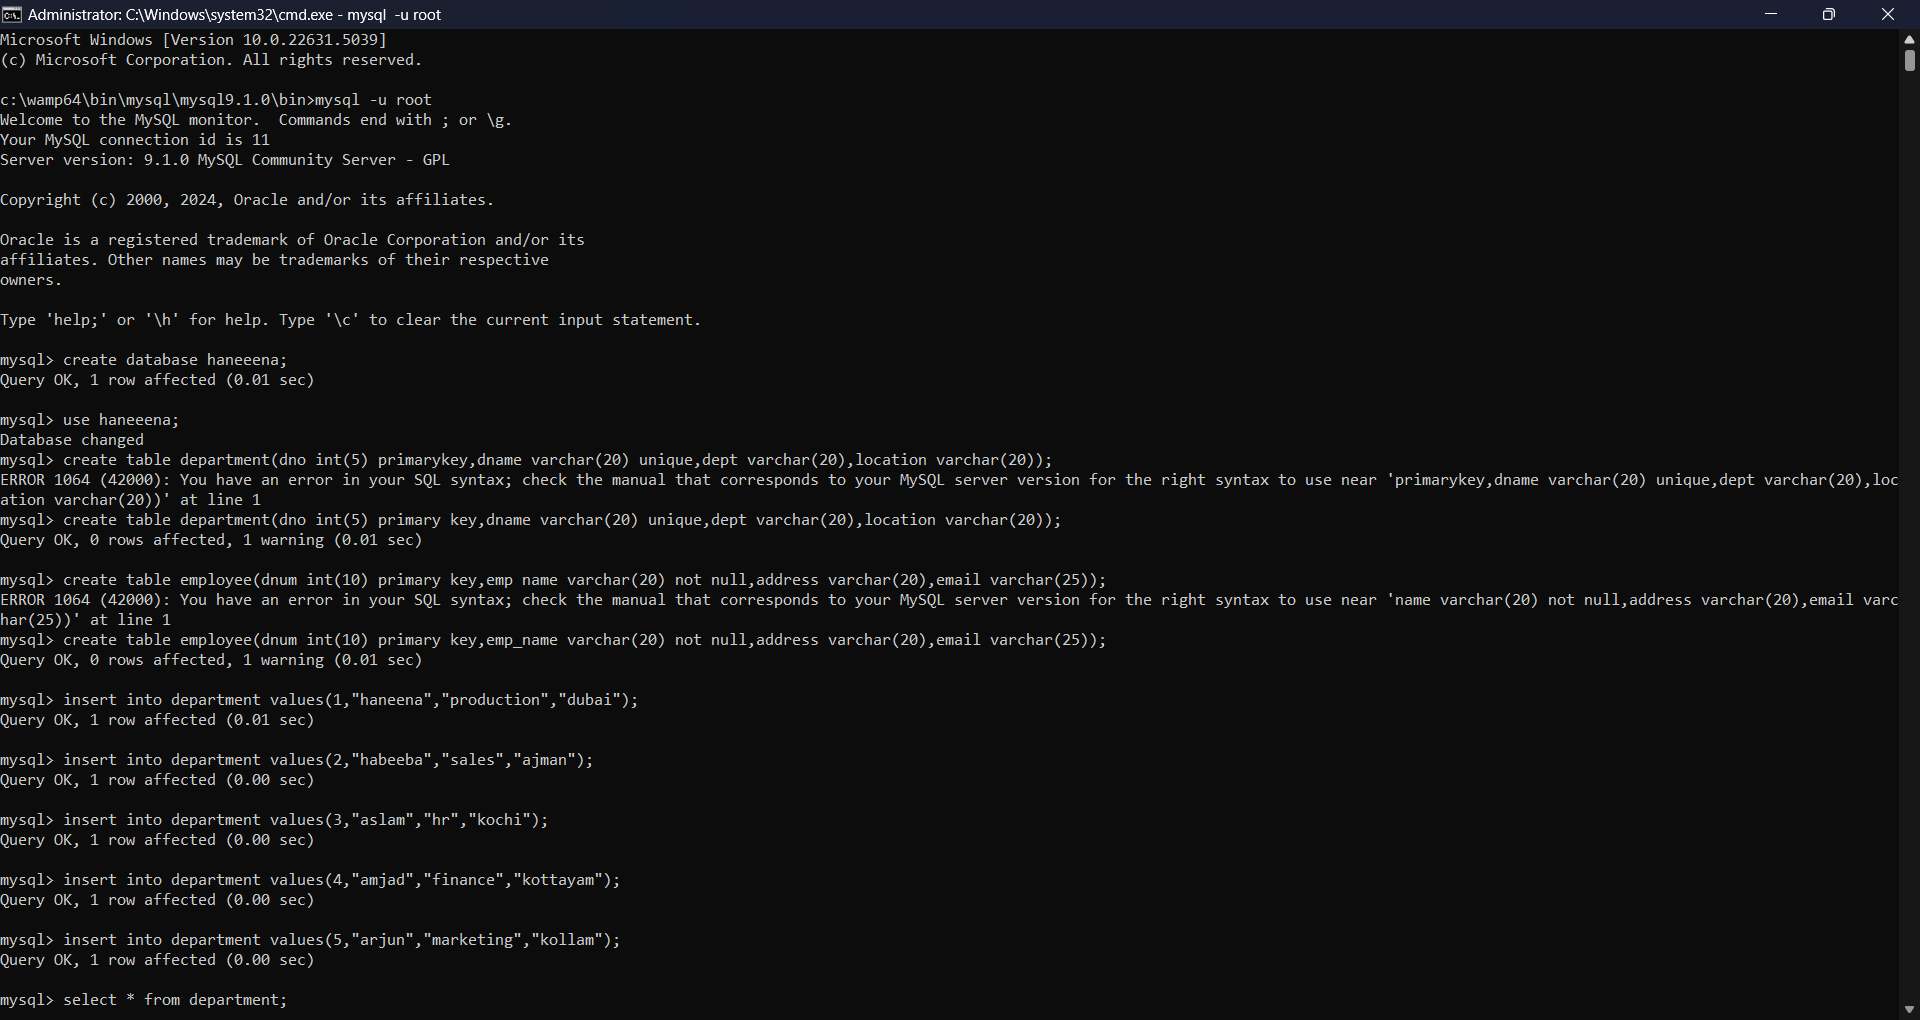 Administrator: C:\Windows\system32\cmd.exe - mysql  -u root
Microsoft Windows [Version 10.0.22631.5039]
(c) Microsoft Corporation. All rights reserved.
c:\wamp64\bin\mysql\mysql9.1.0\bin>mysql -u root
Welcome to the MySQL monitor.  Commands end with ; or \g.
Your MySQL connection id is 11
Server version: 9.1.0 MySQL Community Server - GPL
Copyright (c) 2000, 2024, Oracle and/or its affiliates.
Oracle is a registered trademark of Oracle Corporation and/or its
affiliates. Other names may be trademarks of their respective
owners.
Type 'help;' or '\h' for help. Type '\c' to clear the current input statement.
mysql> create database haneeena;
Query OK, 1 row affected (0.01 sec)
mysql> use haneeena;
Database changed
mysql> create table department(dno int(5) primarykey,dname varchar(20) unique,dept varchar(20),location varchar(20));
ERROR 1064 (42000): You have an error in your SQL syntax; check the manual that corresponds to your MySQL server version for the right syntax to use near 'primarykey,dname varchar(20) unique,dept varchar(20),loc
ation varchar(20))' at line 1
mysql> create table department(dno int(5) primary key,dname varchar(20) unique,dept varchar(20),location varchar(20));
Query OK, 0 rows affected, 1 warning (0.01 sec)
mysql> create table employee(dnum int(10) primary key,emp name varchar(20) not null,address varchar(20),email varchar(25));
ERROR 1064 (42000): You have an error in your SQL syntax; check the manual that corresponds to your MySQL server version for the right syntax to use near 'name varchar(20) not null,address varchar(20),email varc
har(25))' at line 1
mysql> create table employee(dnum int(10) primary key,emp_name varchar(20) not null,address varchar(20),email varchar(25));
Query OK, 0 rows affected, 1 warning (0.01 sec)
mysql> insert into department values(1,"haneena","production","dubai");
Query OK, 1 row affected (0.01 sec)
mysql> insert into department values(2,"habeeba","sales","ajman");
Query OK, 1 row affected (0.00 sec)
mysql> insert into department values(3,"aslam","hr","kochi");
Query OK, 1 row affected (0.00 sec)
mysql> insert into department values(4,"amjad","finance","kottayam");
Query OK, 1 row affected (0.00 sec)
mysql> insert into department values(5,"arjun","marketing","kollam");
Query OK, 1 row affected (0.00 sec)
mysql> select * from department;